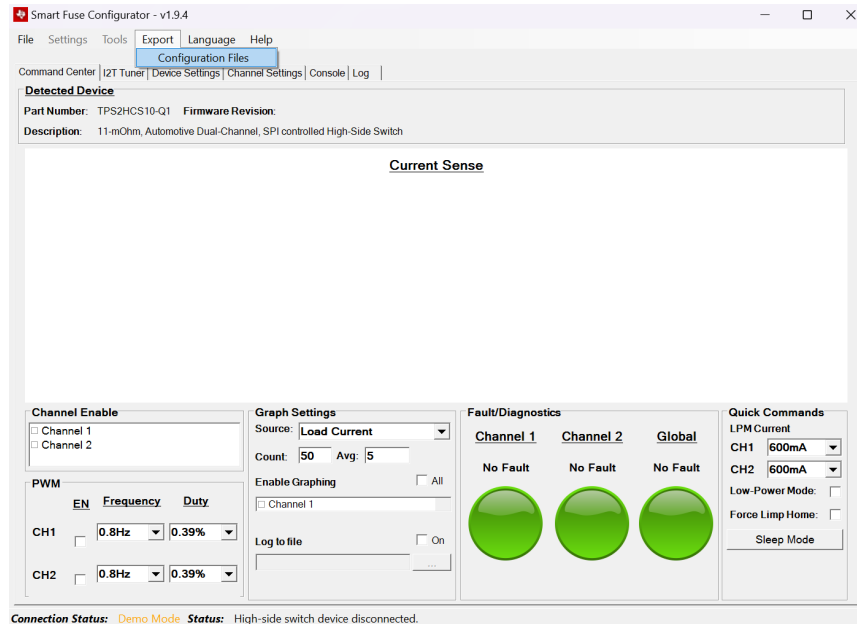 Smart Fuse Configurator - v1.9.4
File Settings Tools Export Language Help
Configuration Files
Command Center I2T Tuner Device Settings Channel Settings Console Log
Detected Device
Part Number: TPS2HCS10-Q1 Firmware Revision:
Description: 11-mOhm, Automotive Dual-Channel, SPI controlled High-Side Switch
Current Sense
Channel Enable
Channel 1
Channel 2
PWM
EN Frequency Duty
CH1 0.8Hz 0.39%
CH2 0.8Hz 0.39%
Graph Settings
Source: Load Current
Count: 50 Avg: 5
Enable Graphing All
Channel 1
Log to file On
...
Fault/Diagnostics
Channel 1 Channel 2 Global
No Fault No Fault No Fault
Quick Commands
LPM Current
CH1 600mA
CH2 600mA
Low-Power Mode:
Force Limp Home:
Sleep Mode
Connection Status: Demo Mode Status: High-side switch device disconnected.